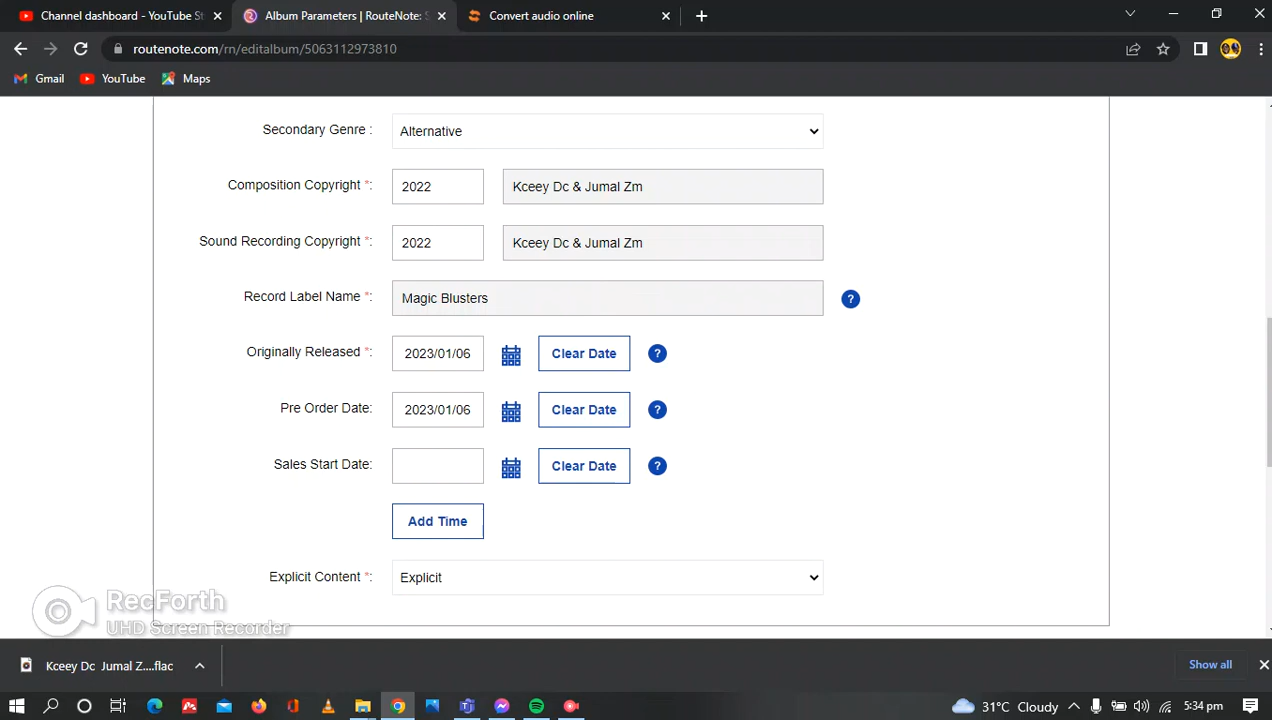 Channel dashboard - YouTube St
Album Parameters | RouteNote: S
Convert audio online
routenote.com/rn/editalbum/5063112973810
Gmail
YouTube
Maps
Secondary Genre :
Alternative
Composition Copyright *:
2022
Kceey Dc & Jumal Zm
Sound Recording Copyright *:
2022
Kceey Dc & Jumal Zm
Record Label Name *:
Magic Blusters
?
Originally Released *:
2023/01/06
Clear Date
?
Pre Order Date:
2023/01/06
Clear Date
?
Sales Start Date:
Clear Date
?
Add Time
Explicit Content *:
Explicit
RecForth
UHD Screen Recorder
Kceey Dc Jumal Z....flac
Show all
31°C Cloudy
5:34 pm